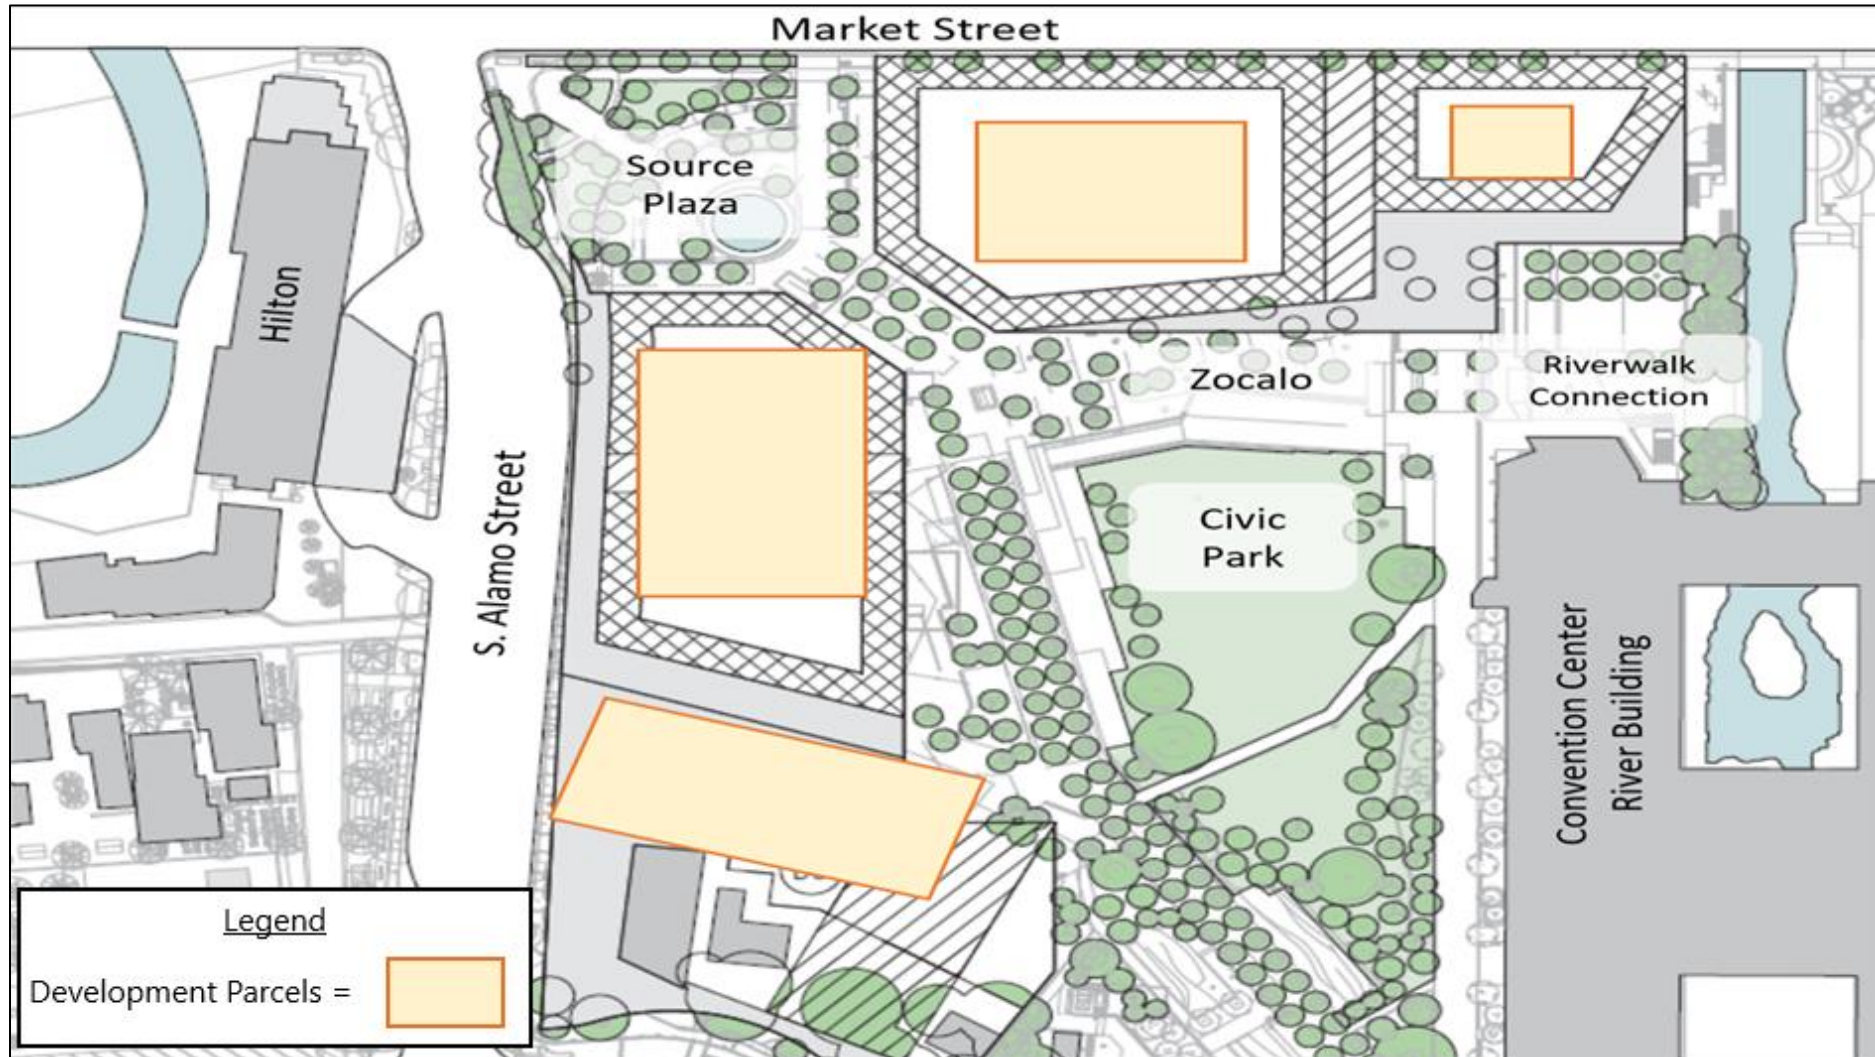 Market Street
Source
Plaza
Hilton
S. Alamo Street
Zocalo
Riverwalk
Connection
Civic
Park
Convention Center
River Building
Legend
Development Parcels =